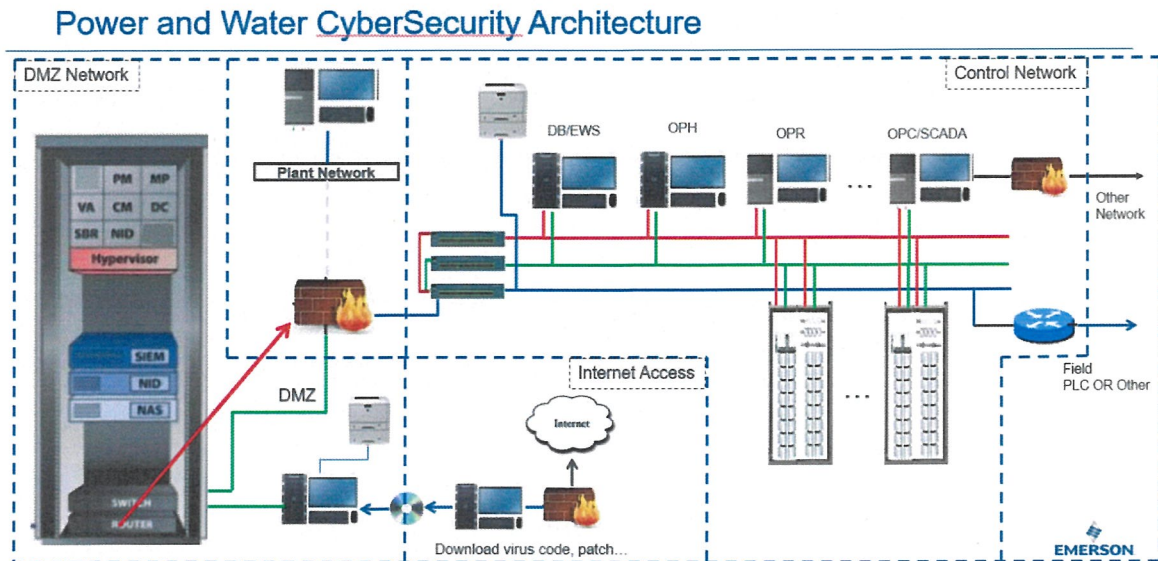 Power and Water CyberSecurity Architecture
DMZ Network
Control Network
DB/EWS
OPH
OPR
OPC/SCADA
Plant Network
PM MP
VA CM DC
SBR NID
Hypervisor
...
Other
Network
SIEM
NID
NAS
DMZ
Internet Access
Internet
...
Field
PLC OR Other
SWITCH
ROUTER
Download virus code, patch...
EMERSON